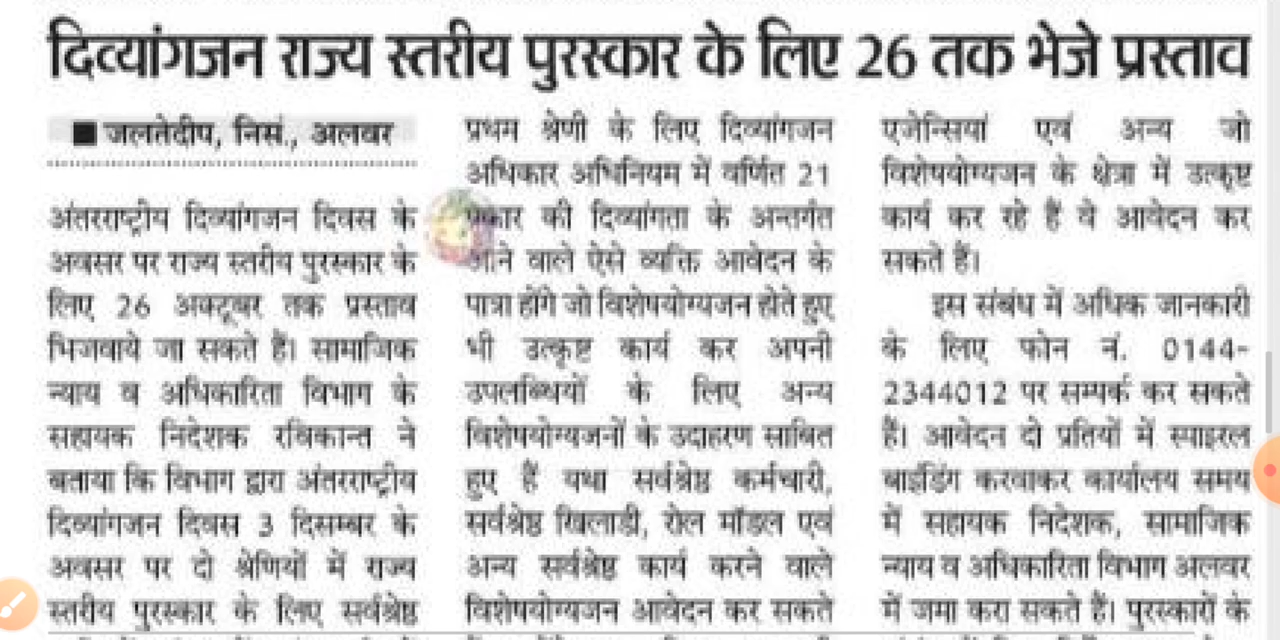 दिव्यांगजन राज्य स्तरीय पुरस्कार के लिए 26 तक भेजे प्रस्ताव
■ जलतेदीप, निसं., अलवर
अंतरराष्ट्रीय दिव्यांगजन दिवस के
अवसर पर राज्य स्तरीय पुरस्कार के
लिए 26 अक्टूबर तक प्रस्ताव
भिजवाये जा सकते हैं। सामाजिक
न्याय व अधिकारिता विभाग के
सहायक निदेशक रविकान्त ने
बताया कि विभाग द्वारा अंतरराष्ट्रीय
दिव्यांगजन दिवस 3 दिसम्बर के
अवसर पर दो श्रेणियों में राज्य
स्तरीय पुरस्कार के लिए सर्वश्रेष्ठ
प्रथम श्रेणी के लिए दिव्यांगजन
अधिकार अधिनियम में वर्णित 21
प्रकार की दिव्यांगता के अन्तर्गत
आने वाले ऐसे व्यक्ति आवेदन के
पात्रा होंगे जो विशेषयोग्यजन होते हुए
भी उत्कृष्ट कार्य कर अपनी
उपलब्धियों के लिए अन्य
विशेषयोग्यजनों के उदाहरण साबित
हुए हैं यथा सर्वश्रेष्ठ कर्मचारी,
सर्वश्रेष्ठ खिलाडी, रोल मॉडल एवं
अन्य सर्वश्रेष्ठ कार्य करने वाले
विशेषयोग्यजन आवेदन कर सकते
एजेन्सियां एवं अन्य जो
विशेषयोग्यजन के क्षेत्रा में उत्कृष्ट
कार्य कर रहे हैं वे आवेदन कर
सकते हैं।
इस संबंध में अधिक जानकारी
के लिए फोन नं. 0144-
2344012 पर सम्पर्क कर सकते
हैं। आवेदन दो प्रतियों में स्पाइरल
बाईडिंग करवाकर कार्यालय समय
में सहायक निदेशक, सामाजिक
न्याय व अधिकारिता विभाग अलवर
में जमा करा सकते हैं। पुरस्कारों के